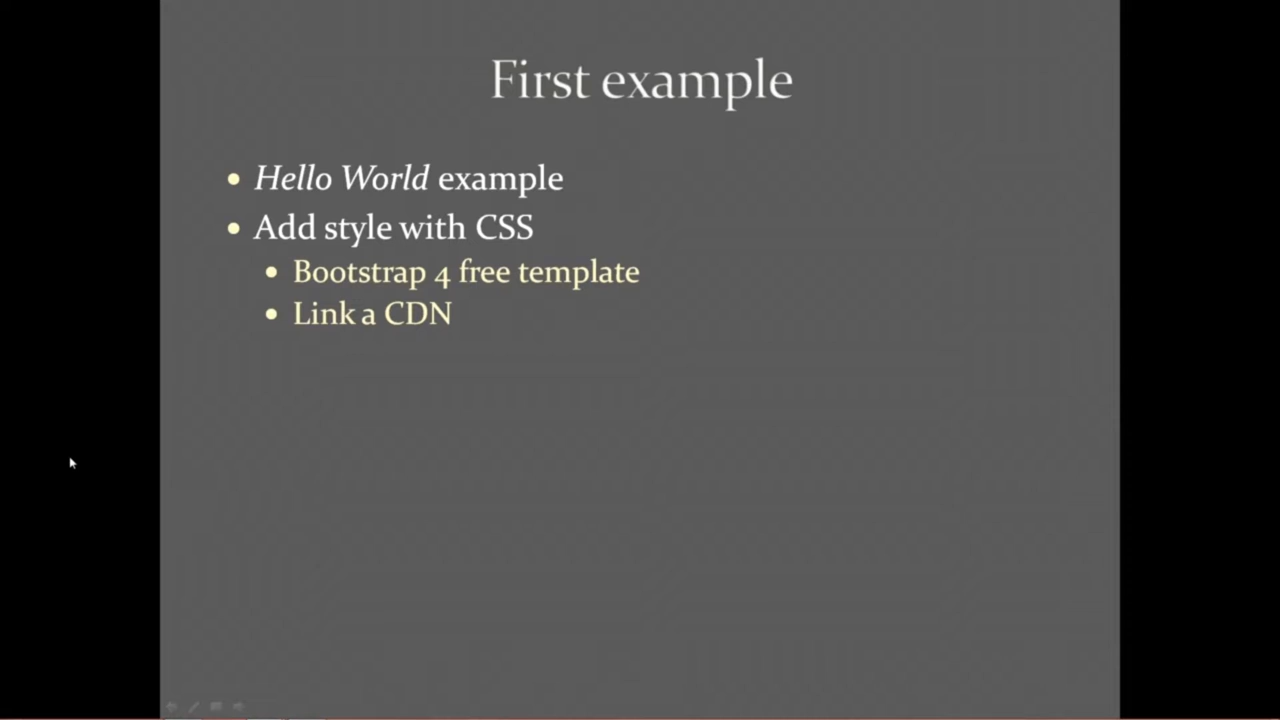 First example
• Hello World example
• Add style with CSS
• Bootstrap 4 free template
• Link a CDN